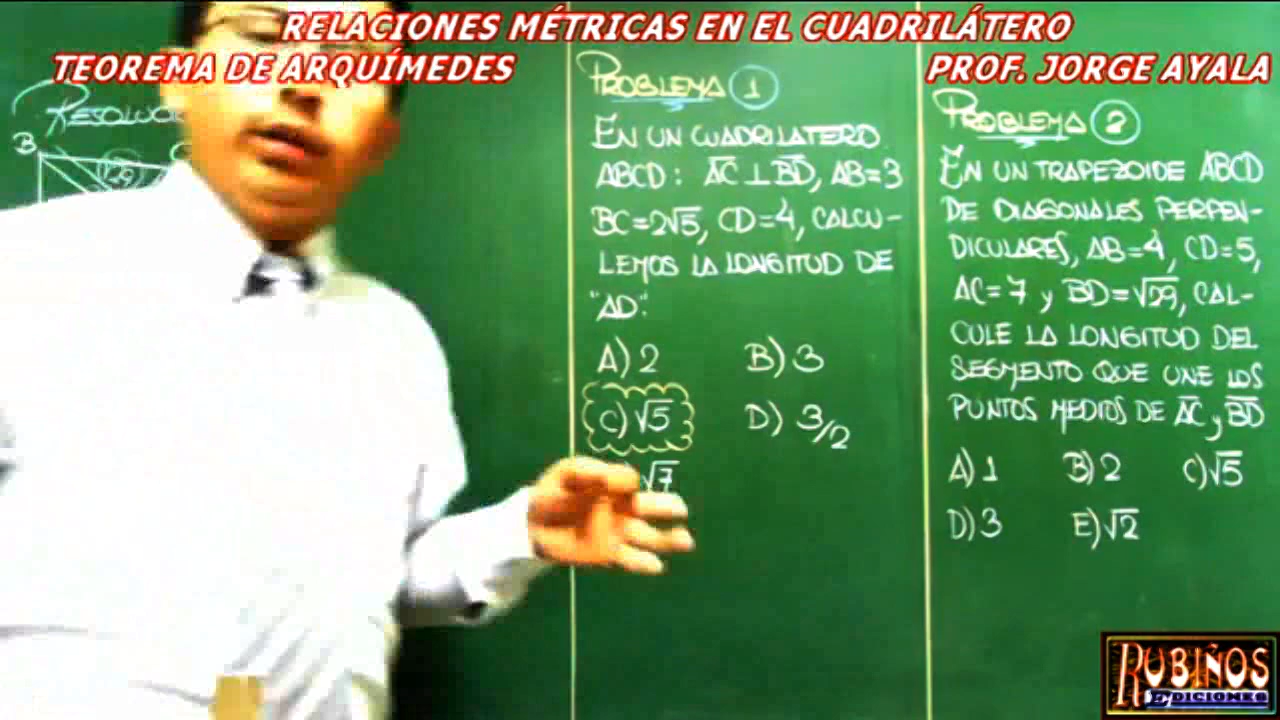 RELACIONES MÉTRICAS EN EL CUADRILÁTERO
TEOREMA DE ARQUÍMEDES
PROF. JORGE AYALA
B
√29
PROBLEMA 1
EN UN CUADRILATERO
ABCD: AC ⊥ BD, AB=3
BC=2√5, CD=4, CALCU-
LEMOS LA LONGITUD DE
"AD".
A) 2 B) 3
C) √5 D) 3/2
√7
PROBLEMA 2
EN UN TRAPEZOIDE ABCD
DE DIAGONALES PERPEN-
DICULARES, AB=4, CD=5,
AC=7 y BD=√29, CAL-
CULE LA LONGITUD DEL
SEGMENTO QUE UNE LOS
PUNTOS MEDIOS DE AC y BD
A) 1 B) 2 C) √5
D) 3 E) √2
RUBIÑOS
EDICIONES